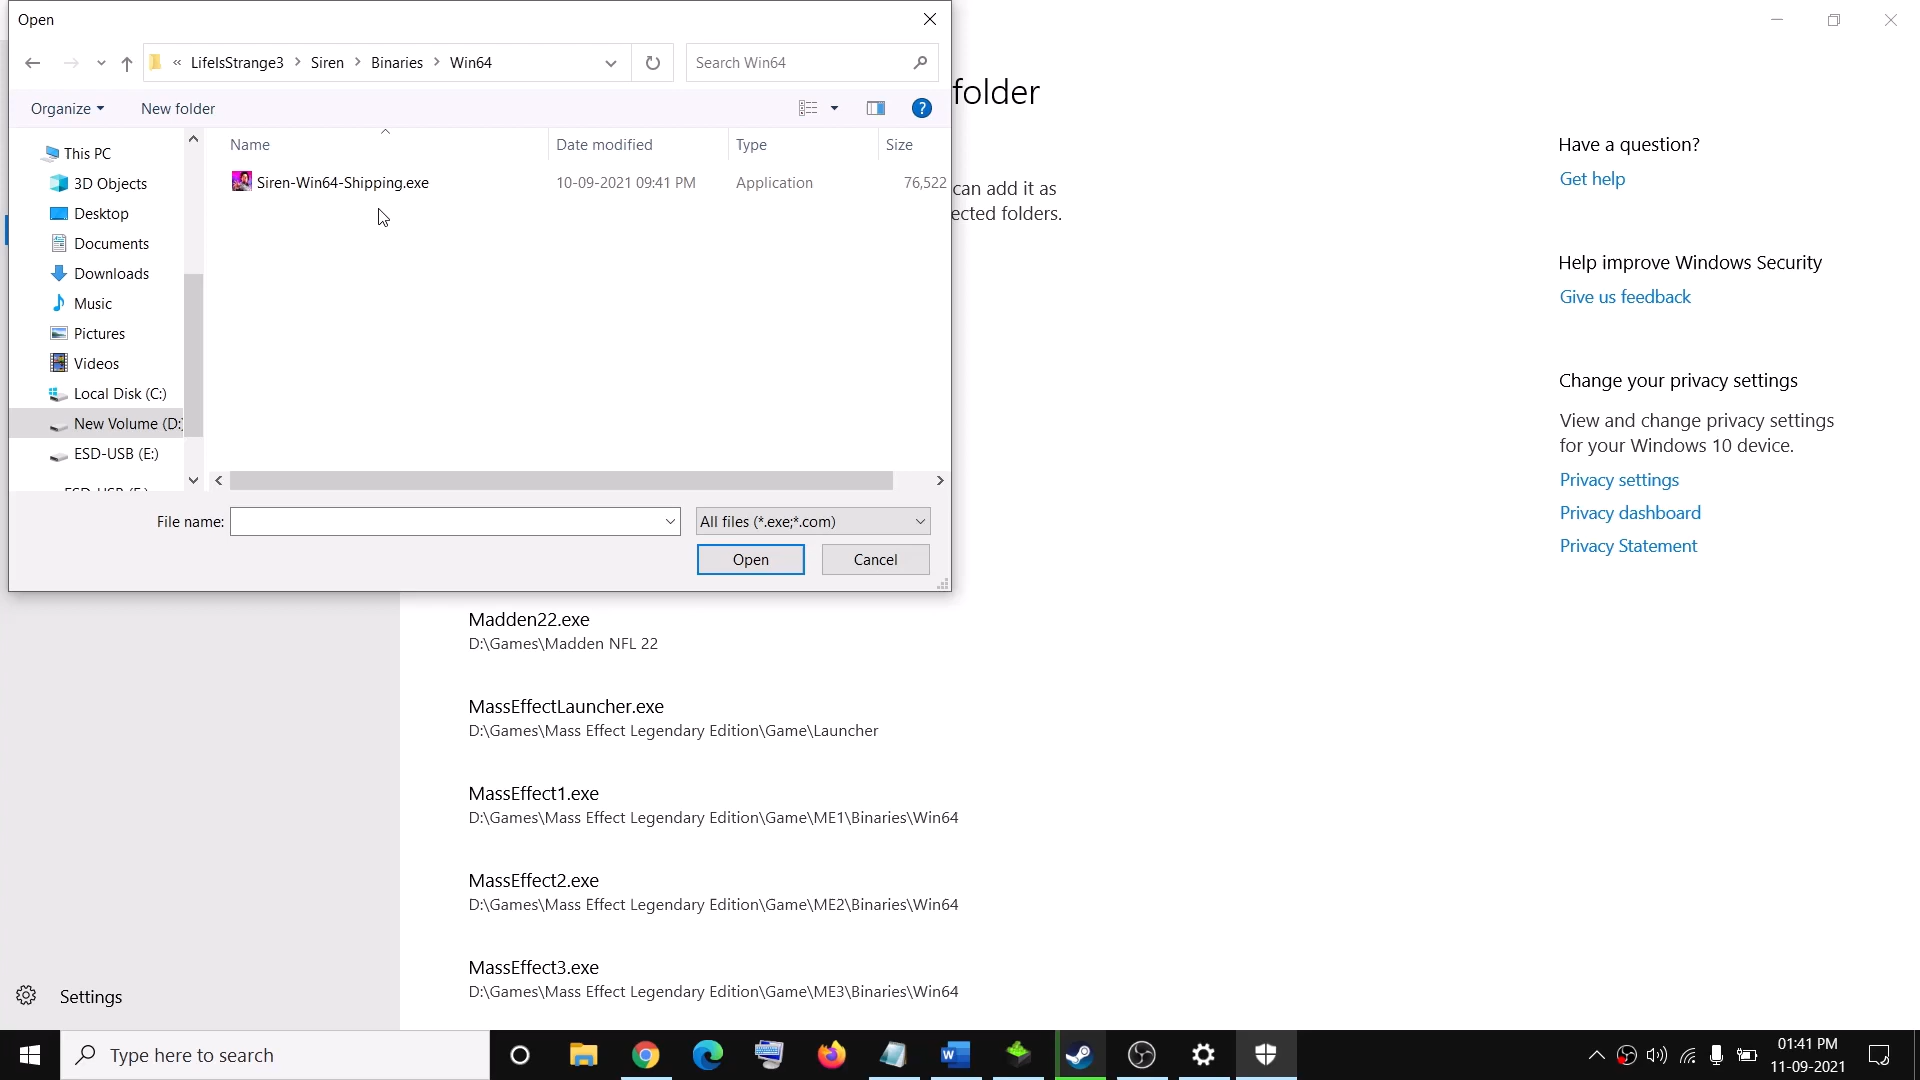 Open
« LifeIsStrange3 > Siren > Binaries > Win64
Search Win64
Organize
New folder
Name
Date modified
Type
Size
This PC
3D Objects
Desktop
Documents
Downloads
Music
Pictures
Videos
Local Disk (C:)
New Volume (D:)
ESD-USB (E:)
Siren-Win64-Shipping.exe
10-09-2021 09:41 PM
Application
76,522
File name:
All files (*.exe;*.com)
Open
Cancel
folder
can add it as
ected folders.
Madden22.exe
D:\Games\Madden NFL 22
MassEffectLauncher.exe
D:\Games\Mass Effect Legendary Edition\Game\Launcher
MassEffect1.exe
D:\Games\Mass Effect Legendary Edition\Game\ME1\Binaries\Win64
MassEffect2.exe
D:\Games\Mass Effect Legendary Edition\Game\ME2\Binaries\Win64
MassEffect3.exe
D:\Games\Mass Effect Legendary Edition\Game\ME3\Binaries\Win64
Have a question?
Get help
Help improve Windows Security
Give us feedback
Change your privacy settings
View and change privacy settings
for your Windows 10 device.
Privacy settings
Privacy dashboard
Privacy Statement
Settings
Type here to search
01:41 PM
11-09-2021